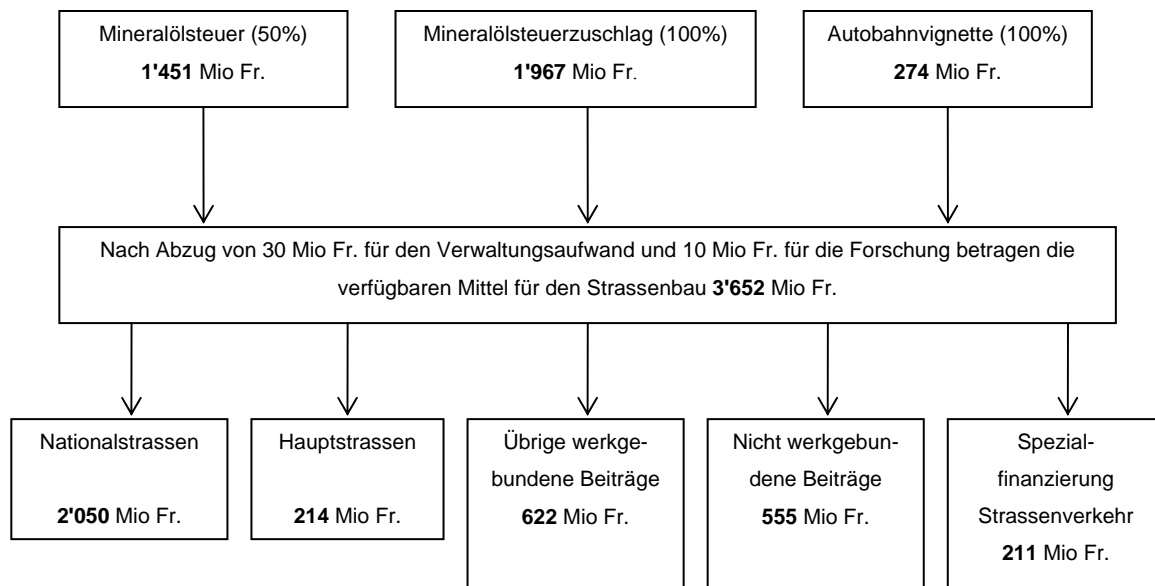 Mineralölsteuer (50%)
1'451 Mio Fr.
Mineralölsteuerzuschlag (100%)
1'967 Mio Fr.
Autobahnvignette (100%)
274 Mio Fr.
Nach Abzug von 30 Mio Fr. für den Verwaltungsaufwand und 10 Mio Fr. für die Forschung betragen die
verfügbaren Mittel für den Strassenbau 3'652 Mio Fr.
Nationalstrassen
2'050 Mio Fr.
Hauptstrassen
214 Mio Fr.
Übrige werkge-
bundene Beiträge
622 Mio Fr.
Nicht werkgebun-
dene Beiträge
555 Mio Fr.
Spezial-
finanzierung
Strassenverkehr
211 Mio Fr.